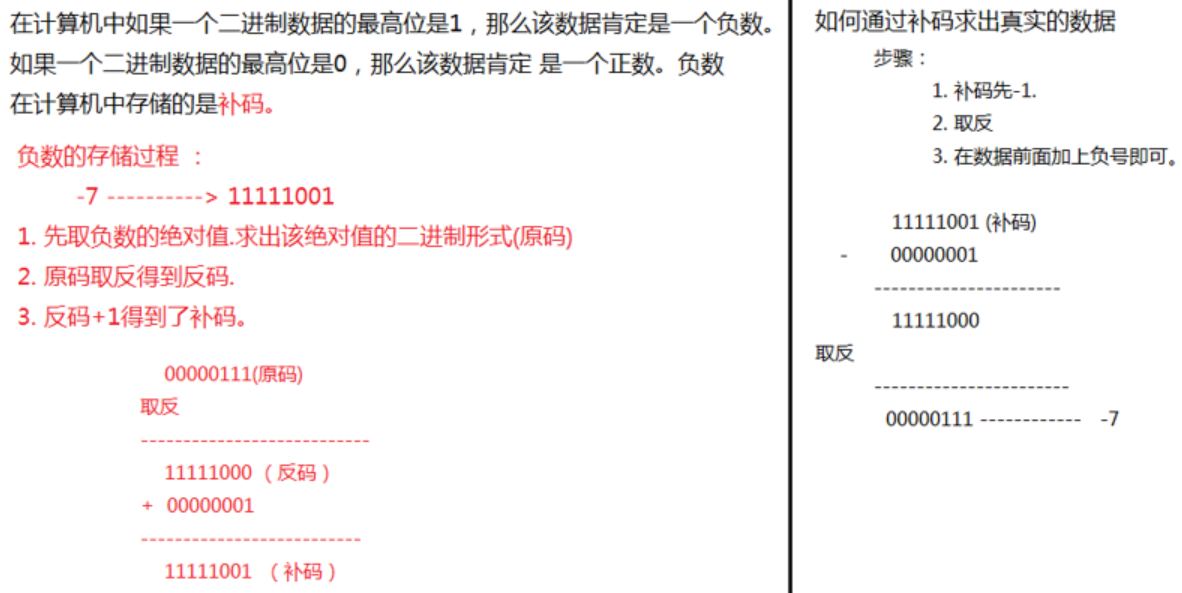 在计算机中如果一个二进制数据的最高位是1，那么该数据肯定是一个负数。
如果一个二进制数据的最高位是0，那么该数据肯定 是一个正数。负数
在计算机中存储的是补码。
负数的存储过程 ：
-7 ----------> 11111001
1. 先取负数的绝对值.求出该绝对值的二进制形式(原码)
2. 原码取反得到反码.
3. 反码+1得到了补码。
00000111(原码)
取反
---------------------------
11111000 （ 反码 ）
+ 00000001
--------------------------
11111001 （ 补码 ）
如何通过补码求出真实的数据
步骤：
1. 补码先-1.
2. 取反
3. 在数据前面加上负号即可。
11111001 (补码)
- 00000001
----------------------
11111000
取反
-----------------------
00000111 ------------ -7